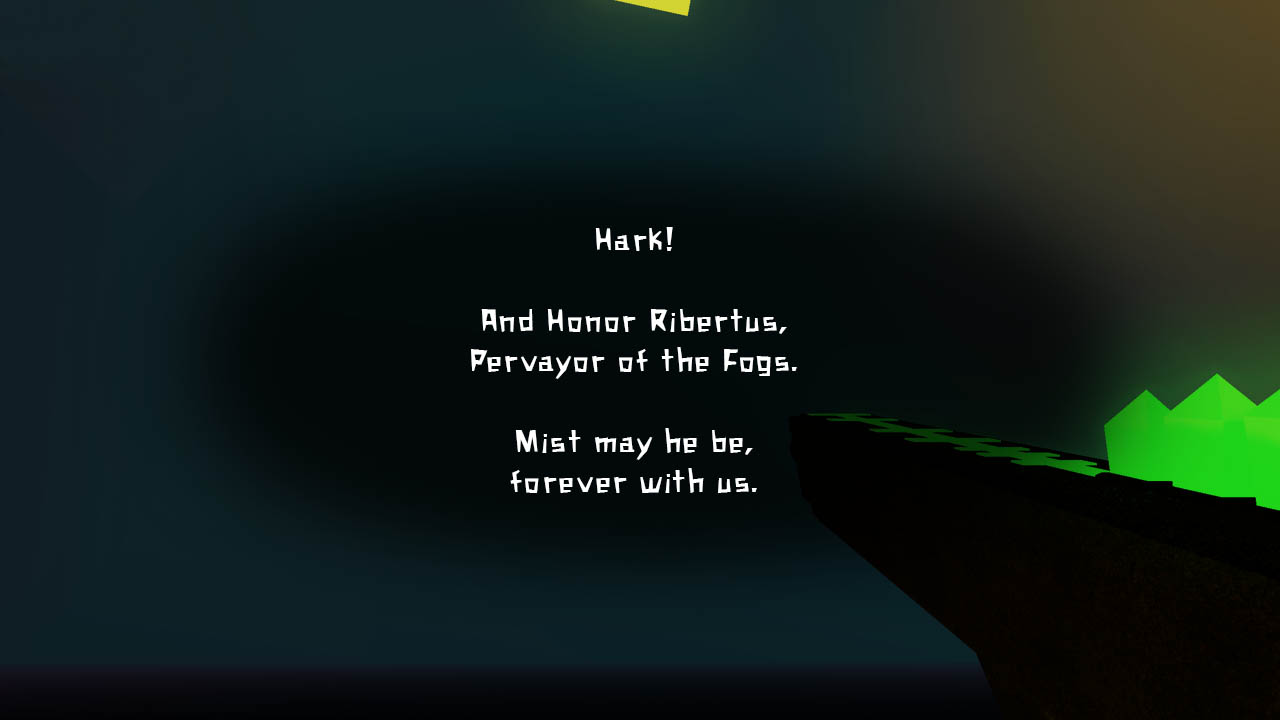 Hark!
And Honor Ribertus,
Pervayor of the Fogs.
Mist may he be,
forever with us.